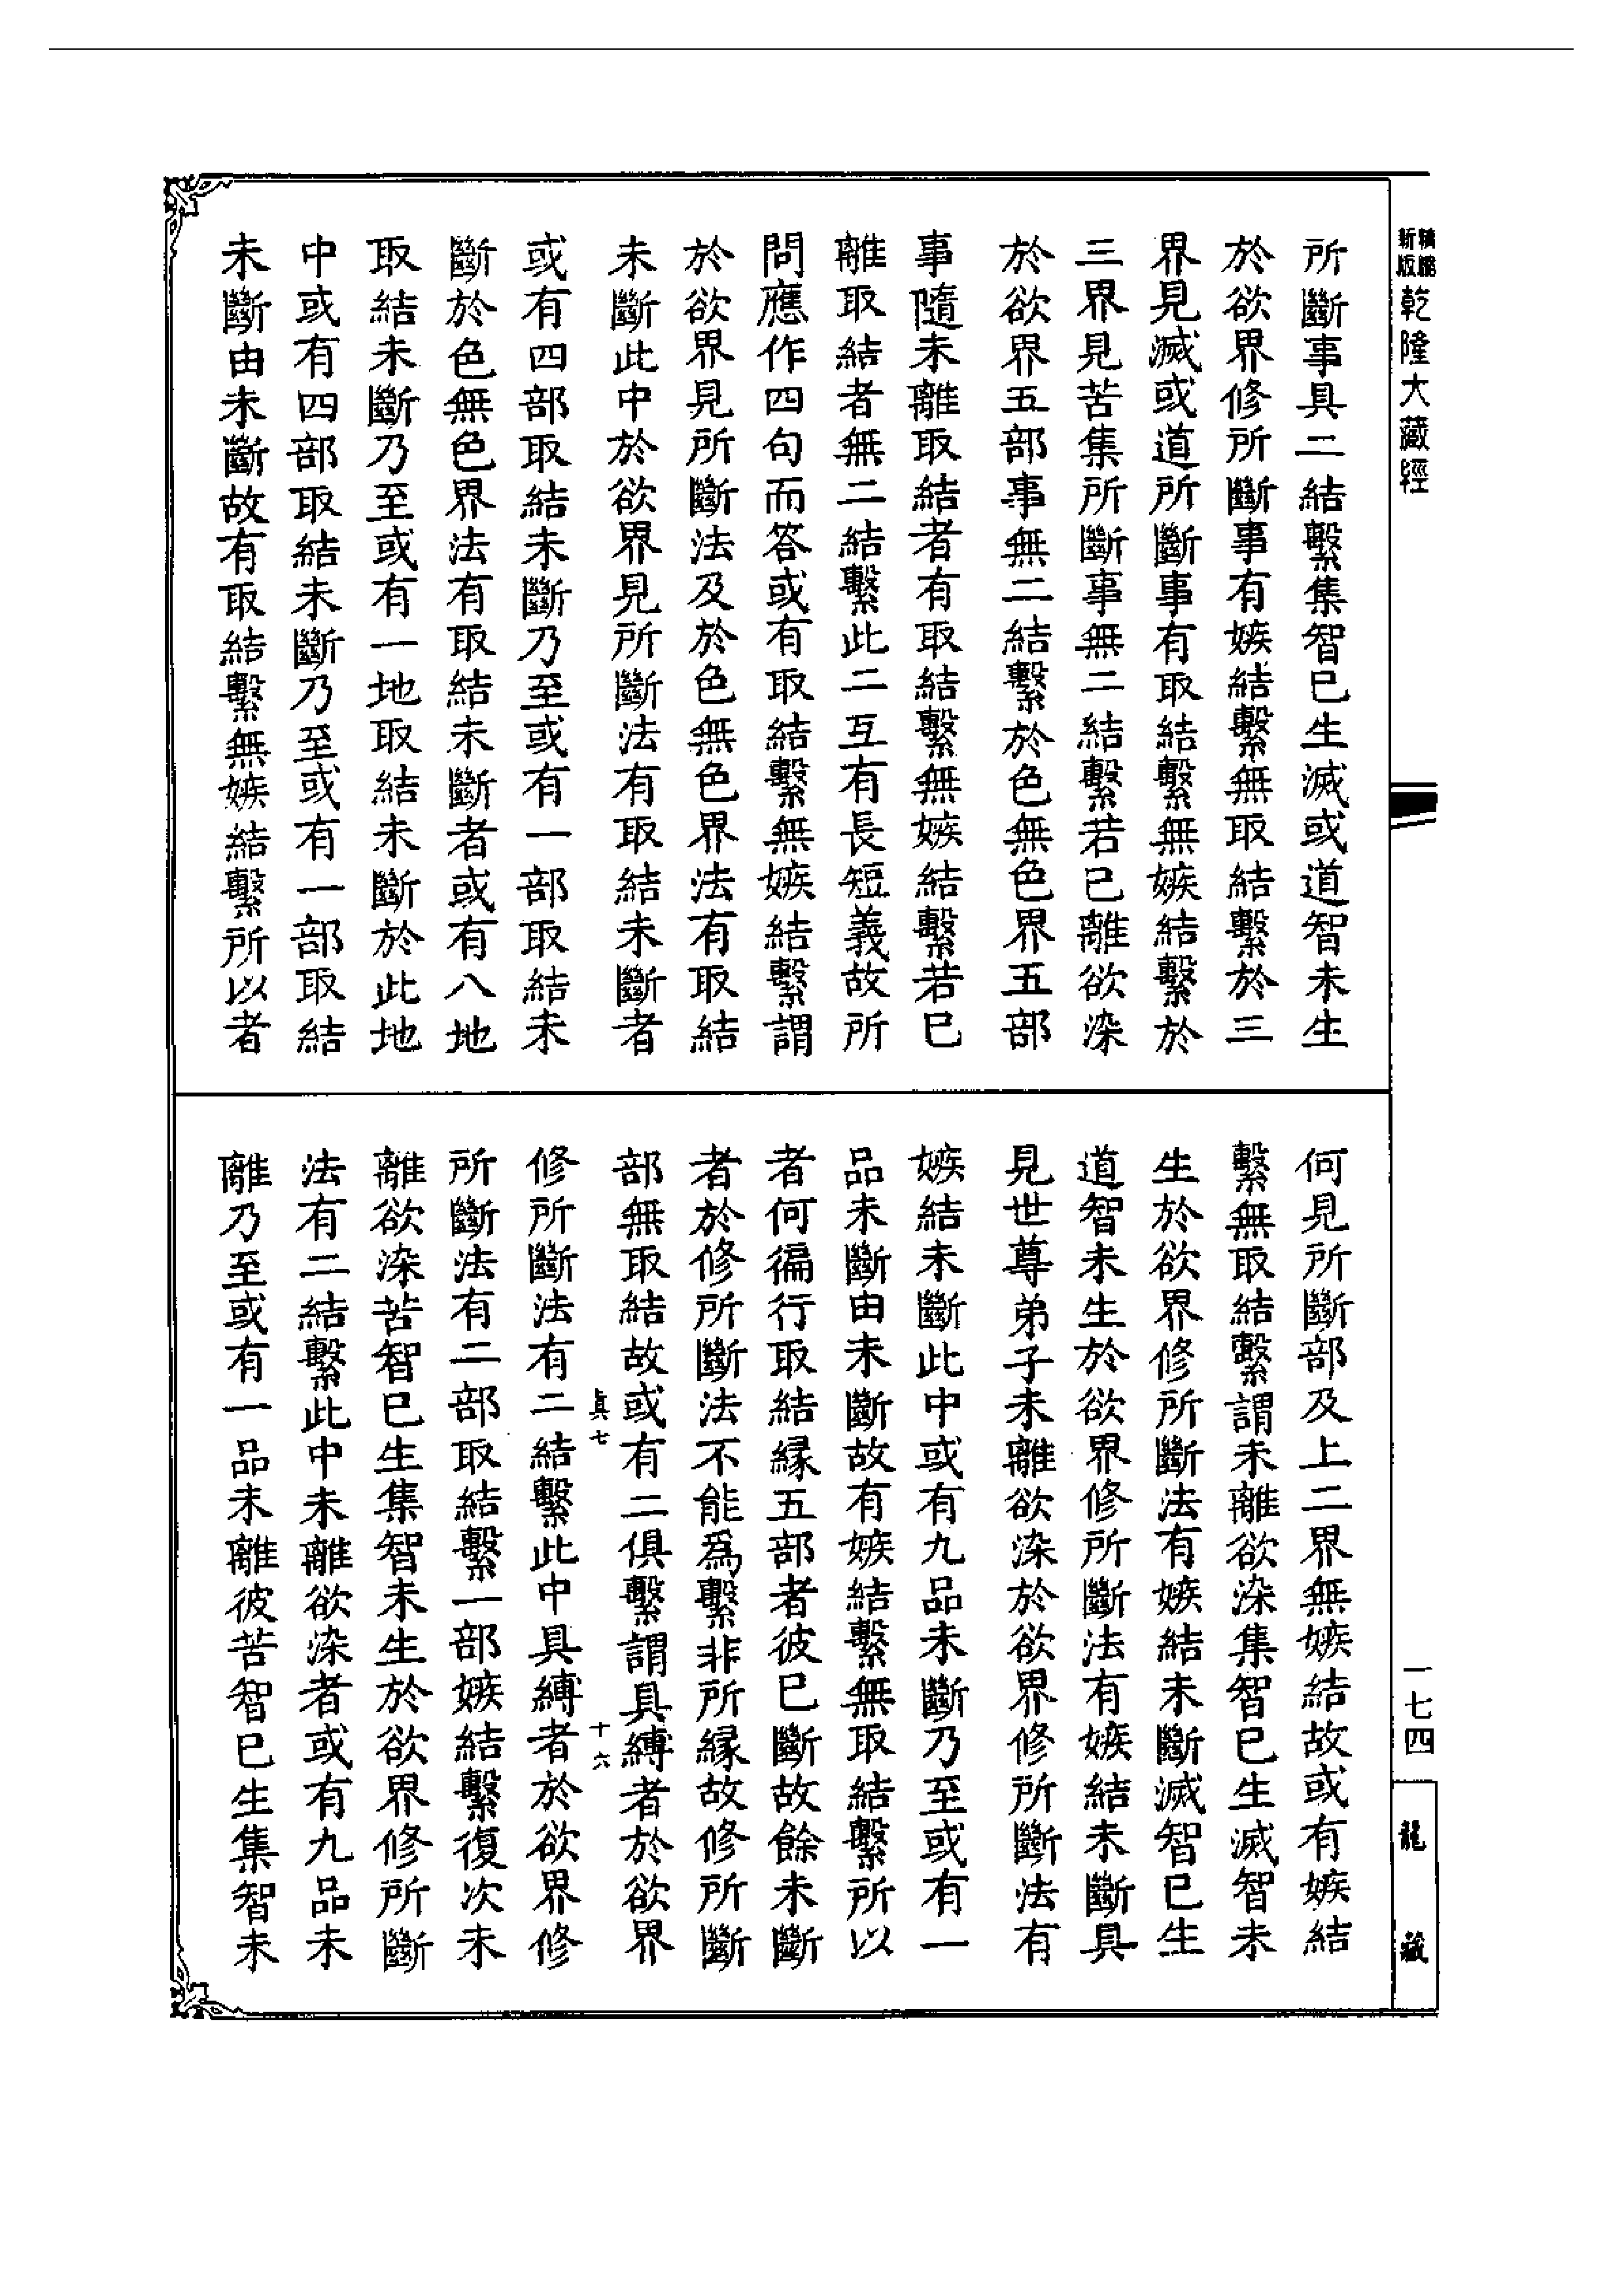 精縮新版乾隆大藏經
所斷事具二結繫集智已生滅或道智未生
於欲界修所斷事有嫉結繫無取結繫於三
界見滅或道所斷事有取結繫無嫉結繫於
三界見苦集所斷事無二結繫若已離欲染
於欲界五部事無二結繫於色無色界五部
事隨未離取結者有取結繫無嫉結繫若已
離取結者無二結繫此二互有長短義故所
問應作四句而答或有取結繫無嫉結繫謂
於欲界見所斷法及於色無色界法有取結
未斷此中於欲界見所斷法有取結未斷者
或有四部取結未斷乃至或有一部取結未
斷於色無色界法有取結未斷者或有八地
取結未斷乃至或有一地取結未斷於此地
中或有四部取結未斷乃至或有一部取結
未斷由未斷故有取結繫無嫉結繫所以者
何見所斷部及上二界無嫉結故或有嫉結
繫無取結繫謂未離欲染集智已生滅智未
生於欲界修所斷法有嫉結未斷滅智已生
道智未生於欲界修所斷法有嫉結未斷具
見世尊弟子未離欲染於欲界修所斷法有
嫉結未斷此中或有九品未斷乃至或有一
品未斷由未斷故有嫉結繫無取結繫所以
者何徧行取結緣五部者彼已斷故餘未斷
者於修所斷法不能爲繫非所緣故修所斷
部無取結故或有二俱繫謂具縛者於欲界
真七
十六
修所斷法有二結繫此中具縛者於欲界修
所斷法有二部取結繫一部嫉結繫復次未
離欲染苦智已生集智未生於欲界修所斷
法有二結繫此中未離欲染者或有九品未
離乃至或有一品未離彼苦智已生集智未
一七四
龍藏